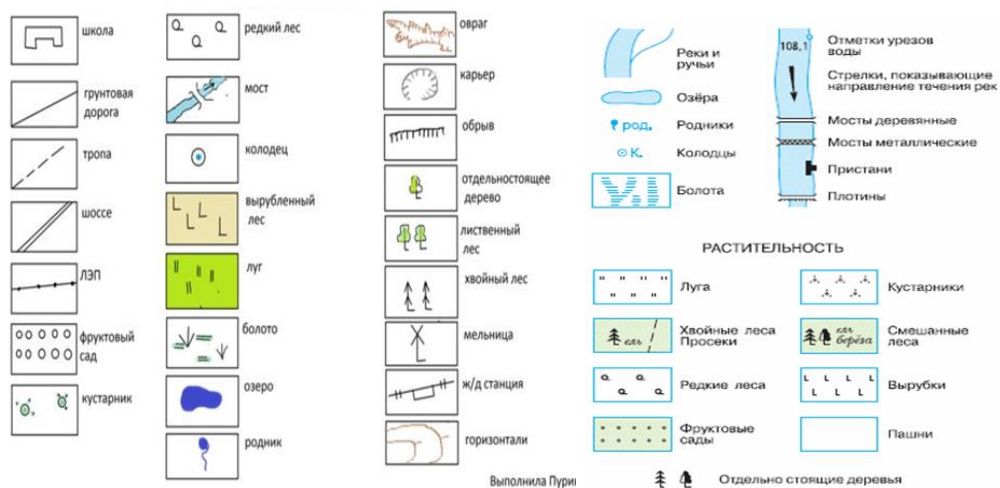 школа
грунтовая
дорога
тропа
шоссе
ЛЭП
фруктовый
сад
кустарник
редкий лес
мост
колодец
вырубленный
лес
луг
болото
озеро
родник
овраг
карьер
обрыв
отдельностоящее
дерево
лиственный
лес
хвойный лес
мельница
ж/д станция
горизонтали
Выполнила Пури
Реки и
ручьи
Озёра
род.
Родники
К.
Колодцы
Болота
108,1
Отметки урезов
воды
Стрелки, показывающие
направление течения рек
Мосты деревянные
Мосты металлические
Пристани
Плотины
РАСТИТЕЛЬНОСТЬ
Луга
Кустарники
ель
Хвойные леса
Просеки
ель
берёза
Смешанные
леса
Редкие леса
Вырубки
Фруктовые
сады
Пашни
Отдельно стоящие деревья